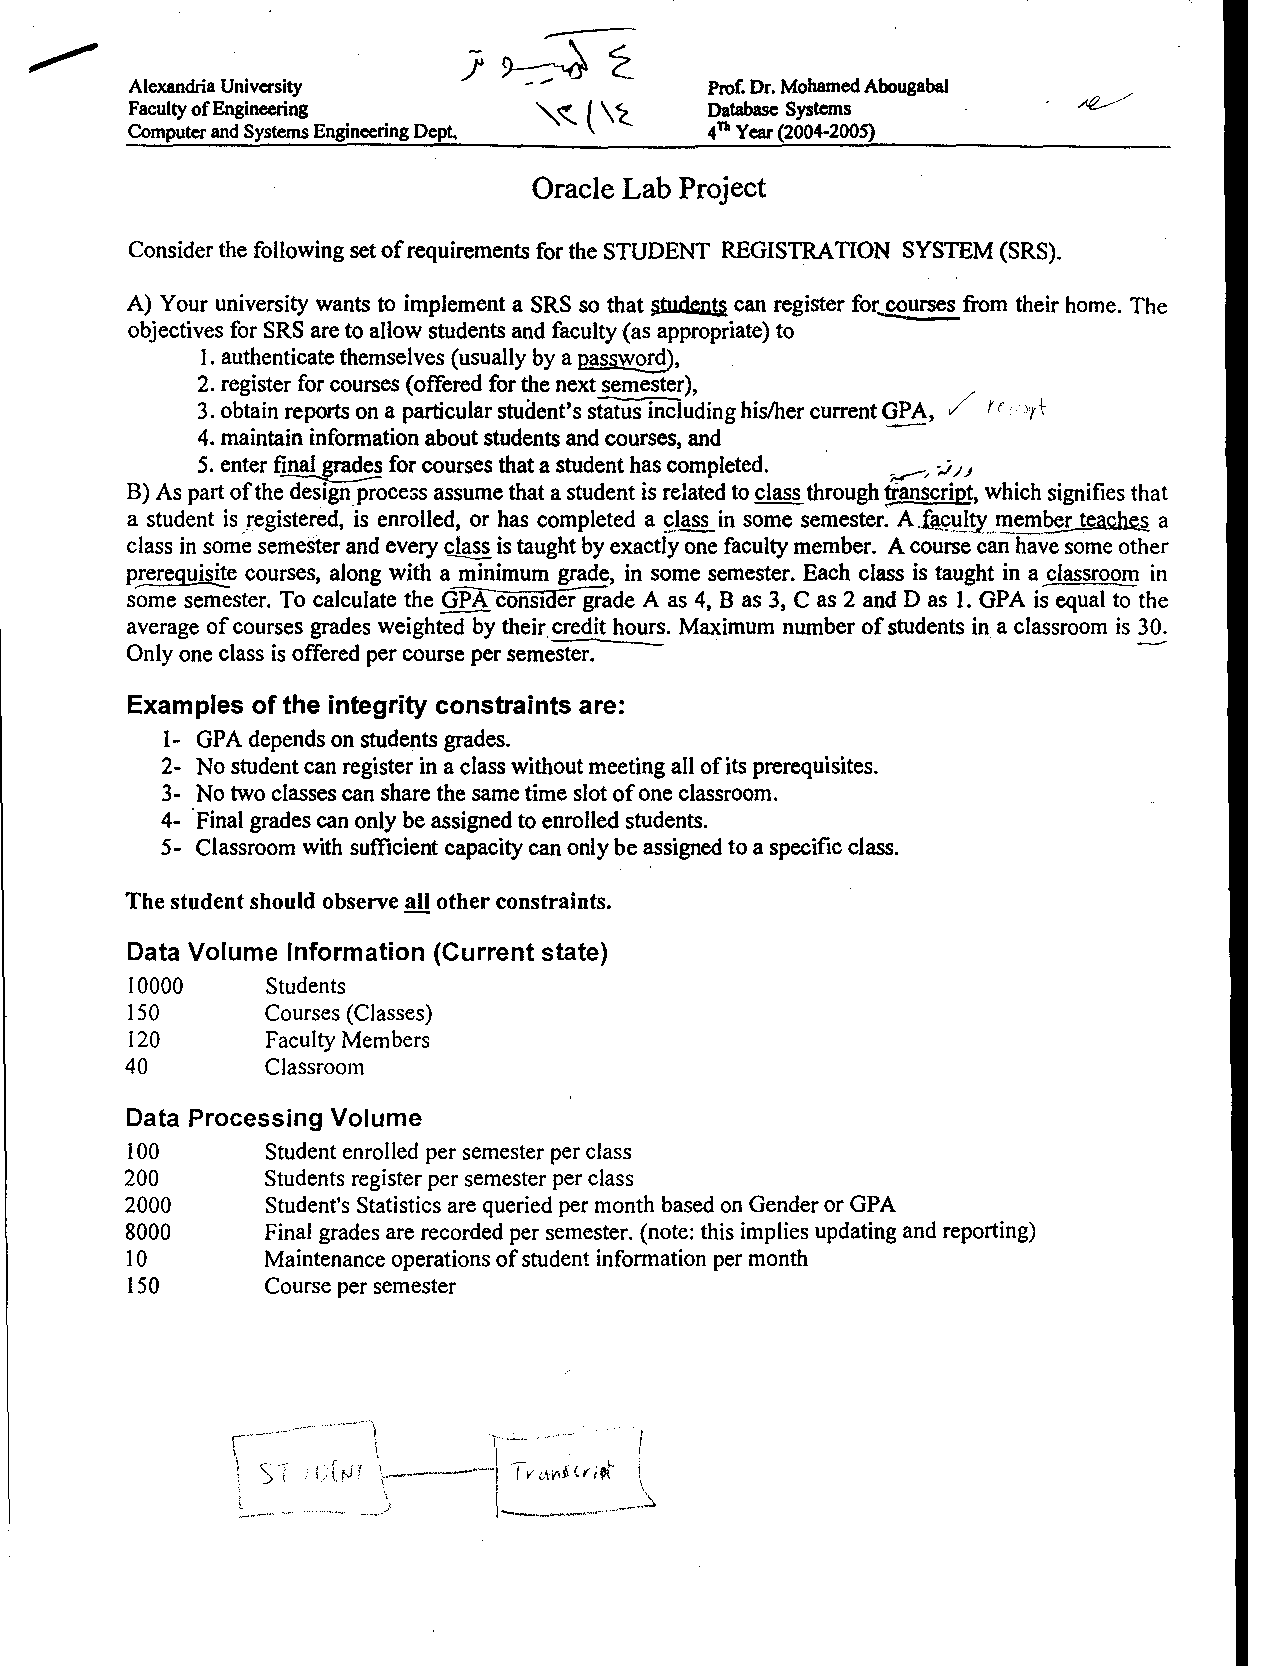 Alexandria University
Prof. Dr. Mohamed Abougabal
Faculty of Engineering
Database Systems
Computer and Systems Engineering Dept.
4Th Year (2004-2005)
Oracle Lab Project
Consider the following set of requirements for the STUDENT REGISTRATION SYSTEM (SRS).
A) Your university wants to implement a SRS so that students can register for courses from their home. The
objectives for SRS are to allow students and faculty (as appropriate) to
1. authenticate themselves (usually by a password),
2. register for courses (offered for the next semester),
3. obtain reports on a particular student's status including his/her current GPA, ✓
4. maintain information about students and courses, and
5. enter final grades for courses that a student has completed.
B) As part of the design process assume that a student is related to class through transcript, which signifies that
a student is registered, is enrolled, or has completed a class in some semester. A faculty member teaches a
class in some semester and every class is taught by exactly one faculty member. A course can have some other
prerequisite courses, along with a minimum grade, in some semester. Each class is taught in a classroom in
some semester. To calculate the GPA consider grade A as 4, B as 3, C as 2 and D as 1. GPA is equal to the
average of courses grades weighted by their credit hours. Maximum number of students in a classroom is 30.
Only one class is offered per course per semester.
Examples of the integrity constraints are:
1- GPA depends on students grades.
2- No student can register in a class without meeting all of its prerequisites.
3- No two classes can share the same time slot of one classroom.
4- Final grades can only be assigned to enrolled students.
5- Classroom with sufficient capacity can only be assigned to a specific class.
The student should observe all other constraints.
Data Volume Information (Current state)
10000 Students
150 Courses (Classes)
120 Faculty Members
40 Classroom
Data Processing Volume
100 Student enrolled per semester per class
200 Students register per semester per class
2000 Student's Statistics are queried per month based on Gender or GPA
8000 Final grades are recorded per semester. (note: this implies updating and reporting)
10 Maintenance operations of student information per month
150 Course per semester
STUDENT Transcript